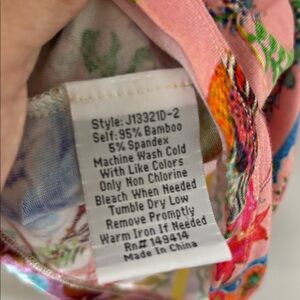 Style: J13321D-2
Self: 95% Bamboo
5% Spandex
Machine Wash Cold
With Like Colors
Only Non Chlorine
Bleach When Needed
Tumble Dry Low
Remove Promptly
Warm Iron If Needed
Rn# 149414
Made In China